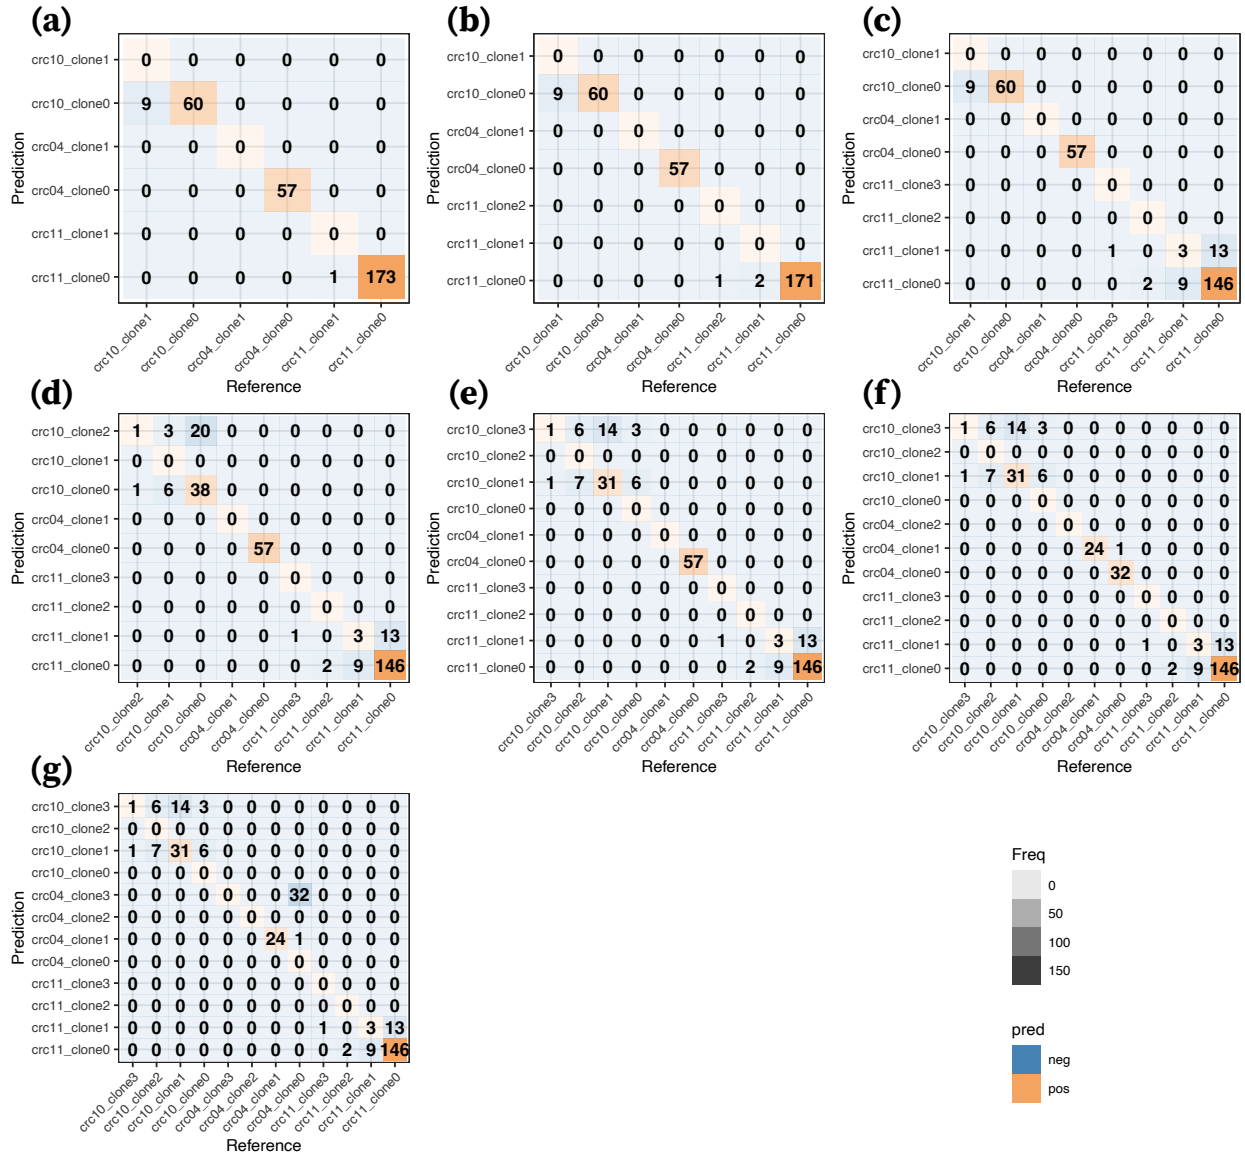 (a)
Prediction
crc10_clone1 0 0 0 0 0 0
crc10_clone0 9 60 0 0 0 0
crc04_clone1 0 0 0 0 0 0
crc04_clone0 0 0 0 57 0 0
crc11_clone1 0 0 0 0 0 0
crc11_clone0 0 0 0 0 1 173
crc10_clone1 crc10_clone0 crc04_clone1 crc04_clone0 crc11_clone1 crc11_clone0
Reference
(b)
Prediction
crc10_clone1 0 0 0 0 0 0 0
crc10_clone0 9 60 0 0 0 0 0
crc04_clone1 0 0 0 0 0 0 0
crc04_clone0 0 0 0 57 0 0 0
crc11_clone2 0 0 0 0 0 0 0
crc11_clone1 0 0 0 0 0 0 0
crc11_clone0 0 0 0 0 1 2 171
crc10_clone1 crc10_clone0 crc04_clone1 crc04_clone0 crc11_clone2 crc11_clone1 crc11_clone0
Reference
(c)
Prediction
crc10_clone1 0 0 0 0 0 0 0 0
crc10_clone0 9 60 0 0 0 0 0 0
crc04_clone1 0 0 0 0 0 0 0 0
crc04_clone0 0 0 0 57 0 0 0 0
crc11_clone3 0 0 0 0 0 0 0 0
crc11_clone2 0 0 0 0 0 0 0 0
crc11_clone1 0 0 0 0 1 0 3 13
crc11_clone0 0 0 0 0 0 2 9 146
crc10_clone1 crc10_clone0 crc04_clone1 crc04_clone0 crc11_clone3 crc11_clone2 crc11_clone1 crc11_clone0
Reference
(d)
Prediction
crc10_clone2 1 3 20 0 0 0 0 0 0
crc10_clone1 0 0 0 0 0 0 0 0 0
crc10_clone0 1 6 38 0 0 0 0 0 0
crc04_clone1 0 0 0 0 0 0 0 0 0
crc04_clone0 0 0 0 0 57 0 0 0 0
crc11_clone3 0 0 0 0 0 0 0 0 0
crc11_clone2 0 0 0 0 0 0 0 0 0
crc11_clone1 0 0 0 0 0 1 0 3 13
crc11_clone0 0 0 0 0 0 0 2 9 146
crc10_clone2 crc10_clone1 crc10_clone0 crc04_clone1 crc04_clone0 crc11_clone3 crc11_clone2 crc11_clone1 crc11_clone0
Reference
(e)
Prediction
crc10_clone3 1 6 14 3 0 0 0 0 0 0
crc10_clone2 0 0 0 0 0 0 0 0 0 0
crc10_clone1 1 7 31 6 0 0 0 0 0 0
crc10_clone0 0 0 0 0 0 0 0 0 0 0
crc04_clone1 0 0 0 0 0 0 0 0 0 0
crc04_clone0 0 0 0 0 0 57 0 0 0 0
crc11_clone3 0 0 0 0 0 0 0 0 0 0
crc11_clone2 0 0 0 0 0 0 0 0 0 0
crc11_clone1 0 0 0 0 0 0 1 0 3 13
crc11_clone0 0 0 0 0 0 0 0 2 9 146
crc10_clone3 crc10_clone2 crc10_clone1 crc10_clone0 crc04_clone1 crc04_clone0 crc11_clone3 crc11_clone2 crc11_clone1 crc11_clone0
Reference
(f)
Prediction
crc10_clone3 1 6 14 3 0 0 0 0 0 0 0
crc10_clone2 0 0 0 0 0 0 0 0 0 0 0
crc10_clone1 1 7 31 6 0 0 0 0 0 0 0
crc10_clone0 0 0 0 0 0 0 0 0 0 0 0
crc04_clone2 0 0 0 0 0 0 0 0 0 0 0
crc04_clone1 0 0 0 0 0 24 1 0 0 0 0
crc04_clone0 0 0 0 0 0 0 32 0 0 0 0
crc11_clone3 0 0 0 0 0 0 0 0 0 0 0
crc11_clone2 0 0 0 0 0 0 0 0 0 0 0
crc11_clone1 0 0 0 0 0 0 0 1 0 3 13
crc11_clone0 0 0 0 0 0 0 0 0 2 9 146
crc10_clone3 crc10_clone2 crc10_clone1 crc10_clone0 crc04_clone2 crc04_clone1 crc04_clone0 crc11_clone3 crc11_clone2 crc11_clone1 crc11_clone0
Reference
(g)
Prediction
crc10_clone3 1 6 14 3 0 0 0 0 0 0 0 0
crc10_clone2 0 0 0 0 0 0 0 0 0 0 0 0
crc10_clone1 1 7 31 6 0 0 0 0 0 0 0 0
crc10_clone0 0 0 0 0 0 0 0 0 0 0 0 0
crc04_clone3 0 0 0 0 0 0 0 32 0 0 0 0
crc04_clone2 0 0 0 0 0 0 0 0 0 0 0 0
crc04_clone1 0 0 0 0 0 0 24 1 0 0 0 0
crc04_clone0 0 0 0 0 0 0 0 0 0 0 0 0
crc11_clone3 0 0 0 0 0 0 0 0 0 0 0 0
crc11_clone2 0 0 0 0 0 0 0 0 0 0 0 0
crc11_clone1 0 0 0 0 0 0 0 0 1 0 3 13
crc11_clone0 0 0 0 0 0 0 0 0 0 2 9 146
crc10_clone3 crc10_clone2 crc10_clone1 crc10_clone0 crc04_clone3 crc04_clone2 crc04_clone1 crc04_clone0 crc11_clone3 crc11_clone2 crc11_clone1 crc11_clone0
Reference
Freq
0
50
100
150
pred
neg
pos